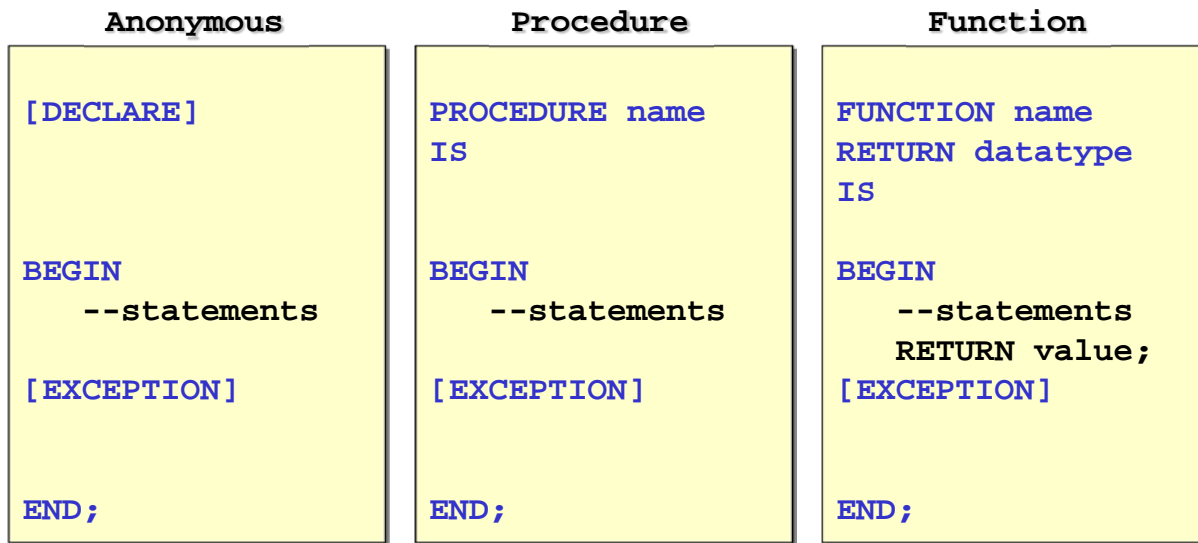 Anonymous
[DECLARE]
BEGIN
--statements
[EXCEPTION]
END;
Procedure
PROCEDURE name
IS
BEGIN
--statements
[EXCEPTION]
END;
Function
FUNCTION name
RETURN datatype
IS
BEGIN
--statements
RETURN value;
[EXCEPTION]
END;